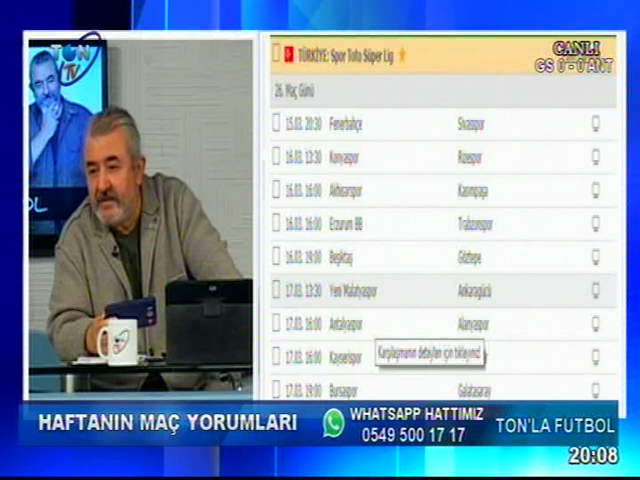 TON
TV
OL
TON
TÜRKİYE: Spor Toto Süper Lig
CANLI
GS 0 - 0 ANT
26. Maç Günü
15.03. 20:30 Fenerbahçe Sivasspor
16.03. 13:30 Konyaspor Rizespor
16.03. 16:00 Akhisarspor Kasımpaşa
16.03. 16:00 Erzurum BB Trabzonspor
16.03. 19:00 Beşiktaş Göztepe
17.03. 13:30 Yeni Malatyaspor Ankaragücü
17.03. 16:00 Antalyaspor Alanyaspor
17.03. 16:00 Kayserispor
Karşılaşmanın detayları için tıklayınız!
17.03. 19:00 Bursaspor Galatasaray
HAFTANIN MAÇ YORUMLARI
WHATSAPP HATTIMIZ
0549 500 17 17
TON'LA FUTBOL
20:08